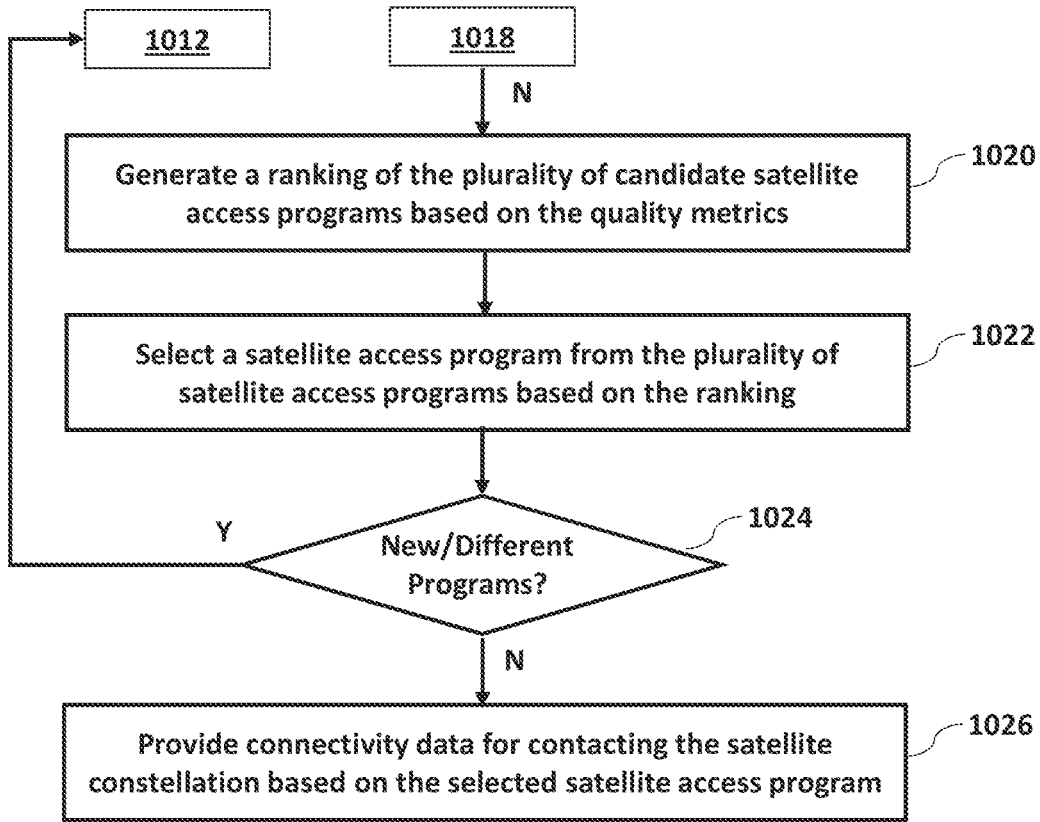 1012
1018
N
1020
Generate a ranking of the plurality of candidate satellite
access programs based on the quality metrics
1022
Select a satellite access program from the plurality of
satellite access programs based on the ranking
1024
Y
New/Different
Programs?
N
1026
Provide connectivity data for contacting the satellite
constellation based on the selected satellite access program